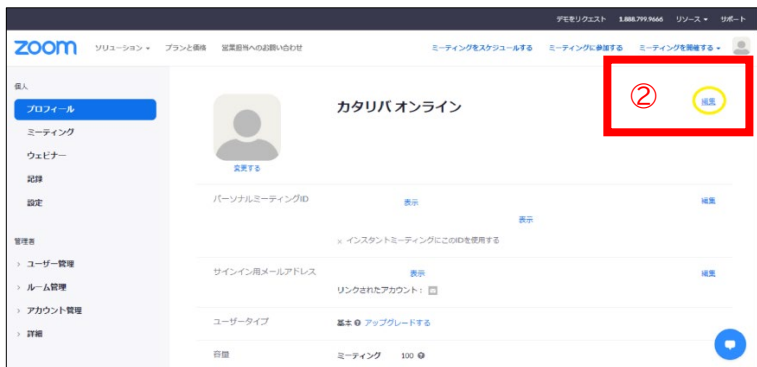 デモをリクエスト 1.888.799.9666 リソース サポート
zoom ソリューション プランと価格 営業担当へのお問い合わせ ミーティングをスケジュールする ミーティングに参加する ミーティングを開催する
個人
プロフィール
ミーティング
ウェビナー
記録
設定
管理者
ユーザー管理
ルーム管理
アカウント管理
詳細
変更する
カタリバ オンライン
② 編集
パーソナルミーティングID 表示 編集
表示
× インスタントミーティングにこのIDを使用する
サインイン用メールアドレス 表示 編集
リンクされたアカウント：
ユーザータイプ 基本 アップグレードする
容量 ミーティング 100